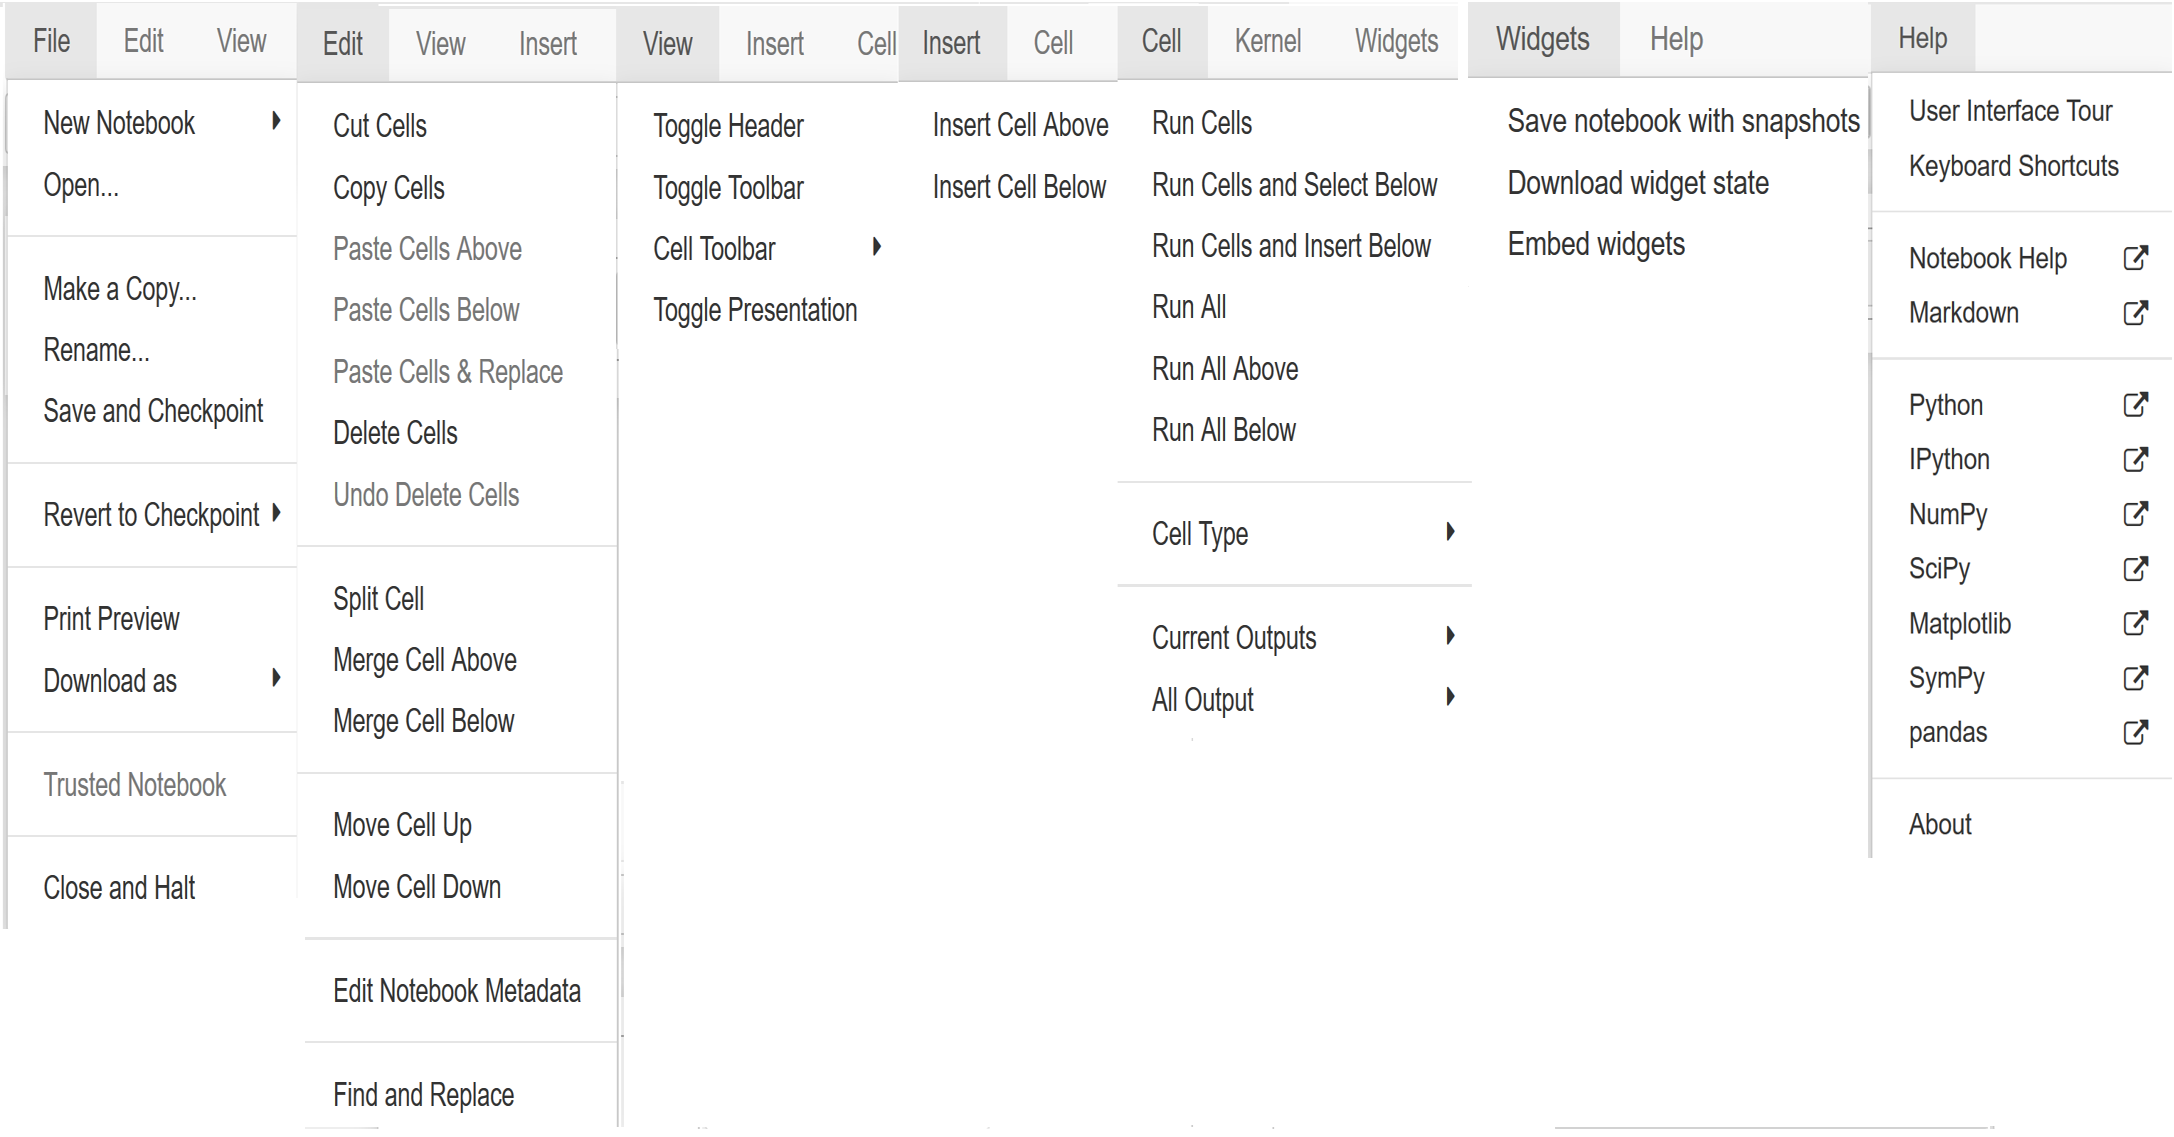 File Edit View
New Notebook
Open...
Make a Copy...
Rename...
Save and Checkpoint
Revert to Checkpoint
Print Preview
Download as
Trusted Notebook
Close and Halt
Edit View Insert
Cut Cells
Copy Cells
Paste Cells Above
Paste Cells Below
Paste Cells & Replace
Delete Cells
Undo Delete Cells
Split Cell
Merge Cell Above
Merge Cell Below
Move Cell Up
Move Cell Down
Edit Notebook Metadata
Find and Replace
View Insert Cell
Toggle Header
Toggle Toolbar
Cell Toolbar
Toggle Presentation
Insert Cell
Insert Cell Above
Insert Cell Below
Cell Kernel Widgets
Run Cells
Run Cells and Select Below
Run Cells and Insert Below
Run All
Run All Above
Run All Below
Cell Type
Current Outputs
All Output
Widgets Help
Save notebook with snapshots
Download widget state
Embed widgets
Help
User Interface Tour
Keyboard Shortcuts
Notebook Help
Markdown
Python
IPython
NumPy
SciPy
Matplotlib
SymPy
pandas
About